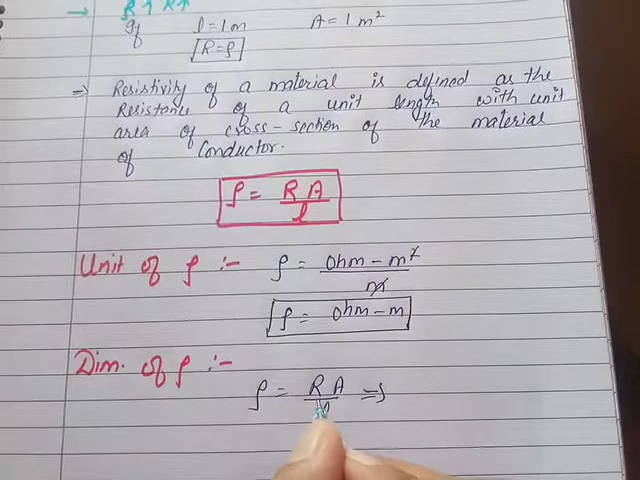 → R↑ R↑
If l = 1m A = 1 m²
R = ρ
⇒ Resistivity of a material is defined as the
Resistance of a unit length with unit
area of cross-section of the material
of Conductor.
ρ = RA/l
Unit of ρ :- ρ = Ohm - m²/m
ρ = Ohm - m
Dim. of ρ :-
ρ = RA/l ⇒